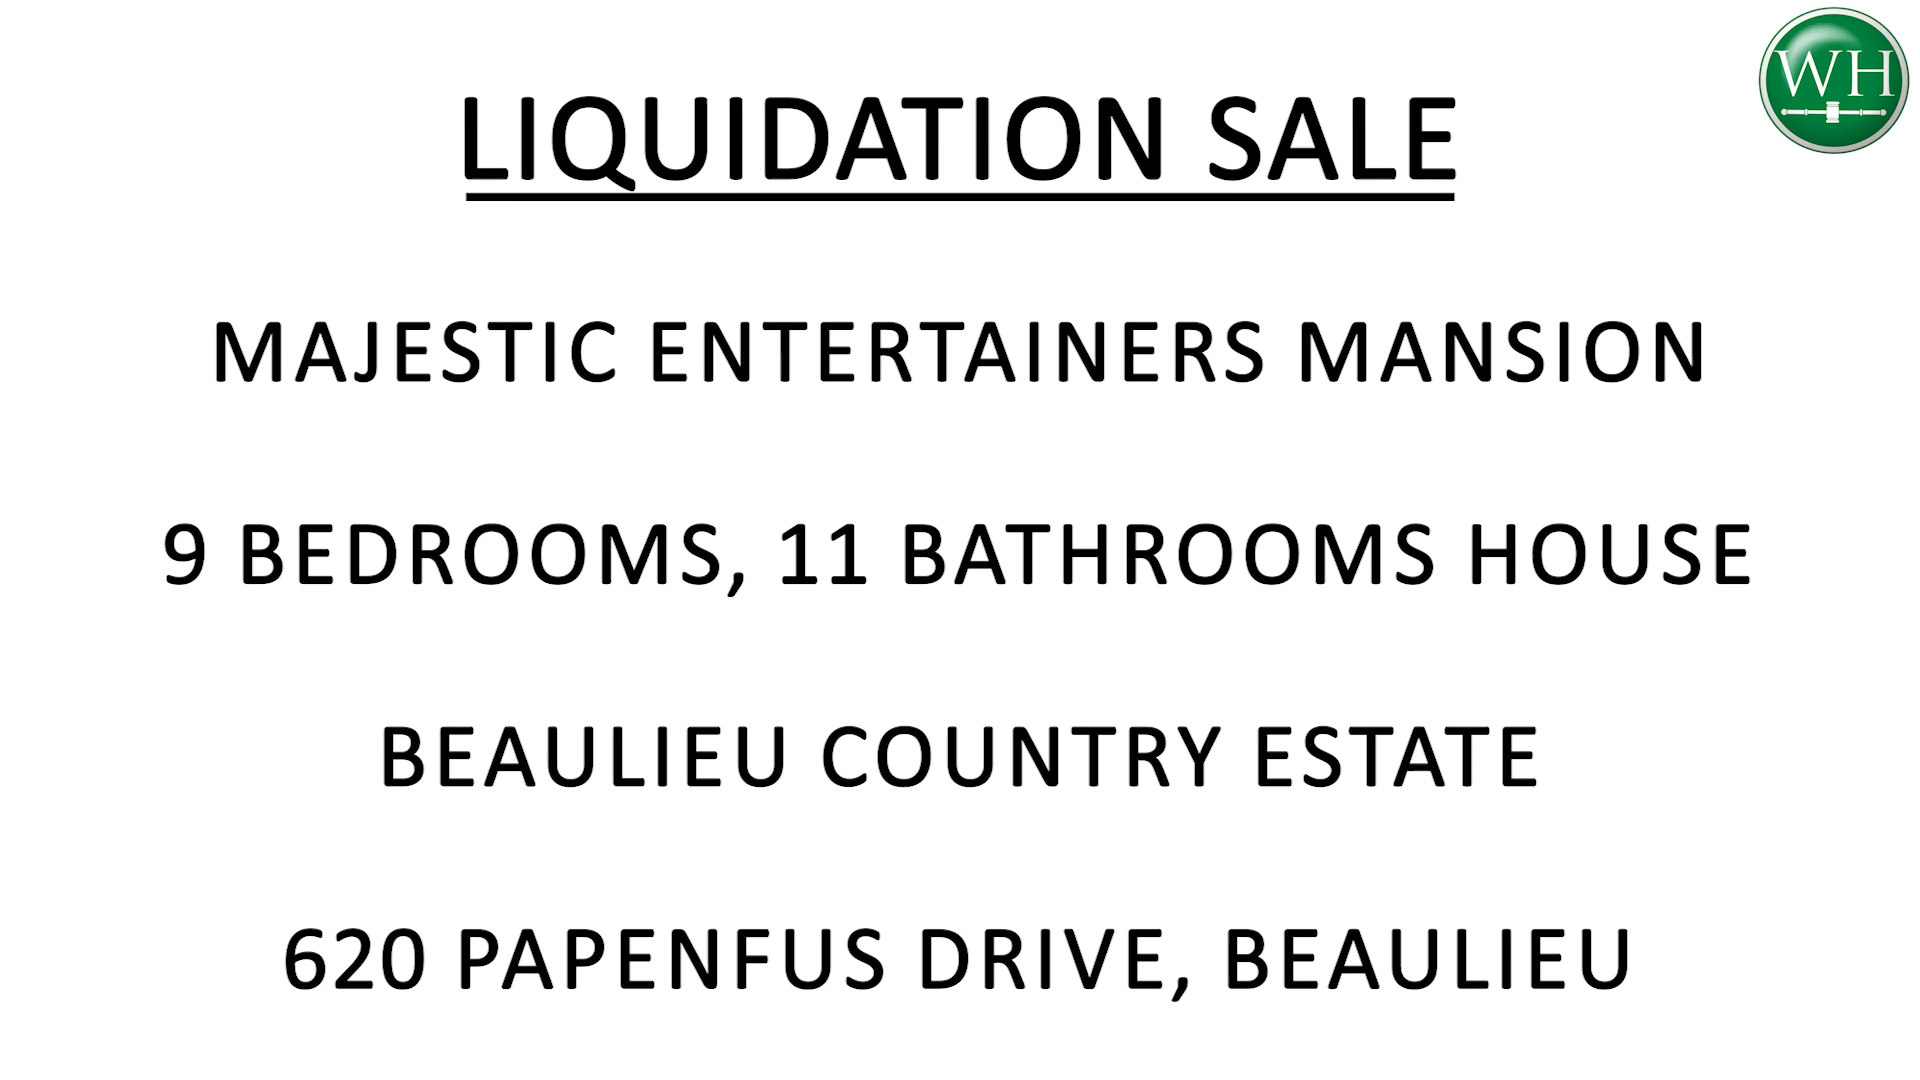 WH
LIQUIDATION SALE
MAJESTIC ENTERTAINERS MANSION
9 BEDROOMS, 11 BATHROOMS HOUSE
BEAULIEU COUNTRY ESTATE
620 PAPENFUS DRIVE, BEAULIEU